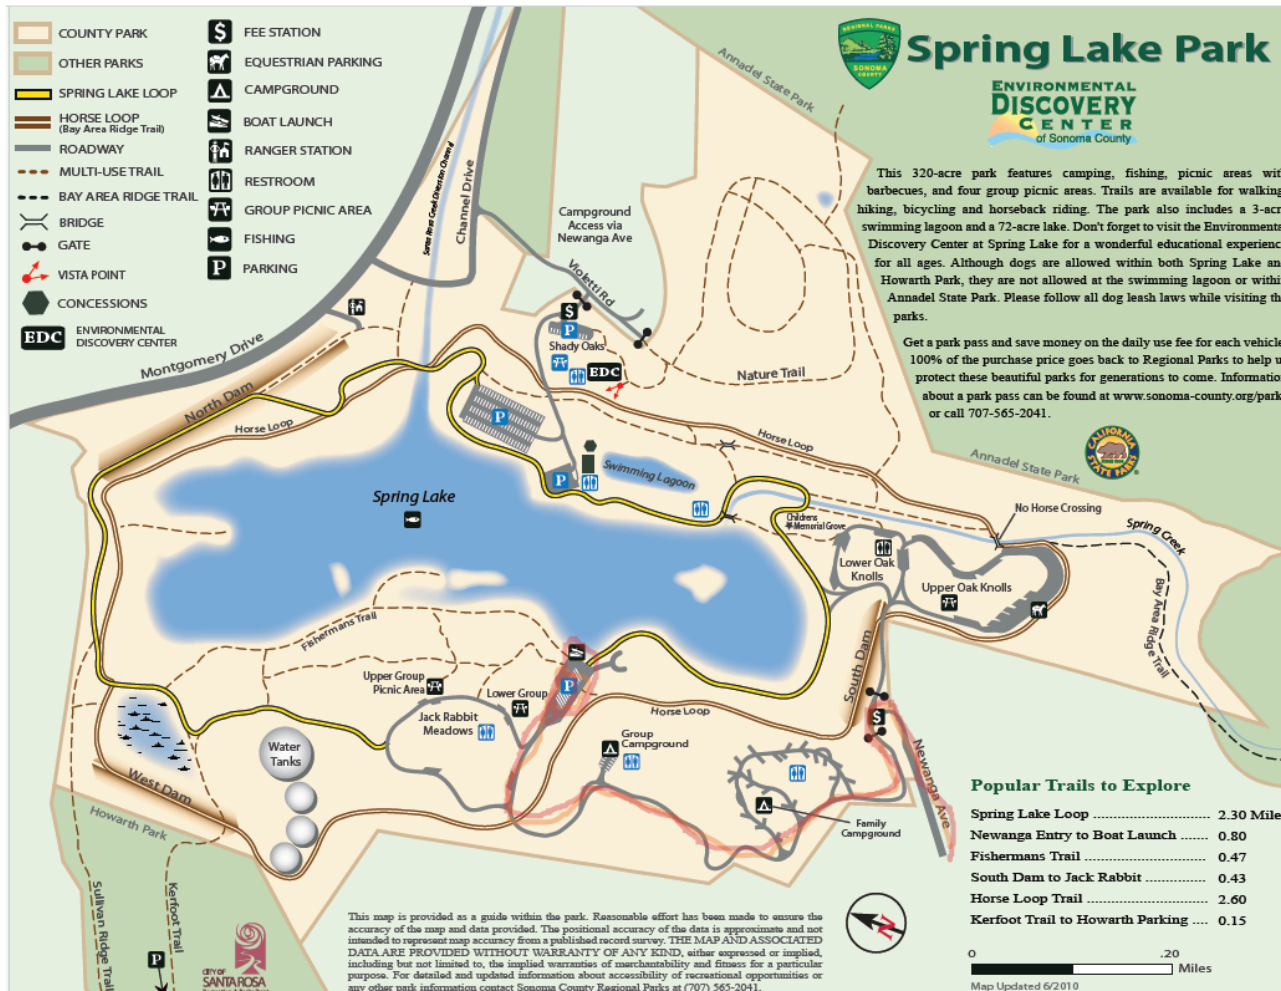 COUNTY PARK
OTHER PARKS
SPRING LAKE LOOP
HORSE LOOP
(Bay Area Ridge Trail)
ROADWAY
MULTI-USE TRAIL
BAY AREA RIDGE TRAIL
BRIDGE
GATE
VISTA POINT
CONCESSIONS
EDC ENVIRONMENTAL
DISCOVERY CENTER
$ FEE STATION
EQUESTRIAN PARKING
CAMPGROUND
BOAT LAUNCH
RANGER STATION
RESTROOM
GROUP PICNIC AREA
FISHING
P PARKING
REGIONAL PARKS
SONOMA
COUNTY
Spring Lake Park
ENVIRONMENTAL
DISCOVERY
CENTER
of Sonoma County
This 320-acre park features camping, fishing, picnic areas wit
barbecues, and four group picnic areas. Trails are available for walking
hiking, bicycling and horseback riding. The park also includes a 3-acr
swimming lagoon and a 72-acre lake. Don't forget to visit the Environmenta
Discovery Center at Spring Lake for a wonderful educational experienc
for all ages. Although dogs are allowed within both Spring Lake an
Howarth Park, they are not allowed at the swimming lagoon or withi
Annadel State Park. Please follow all dog leash laws while visiting th
parks.
Get a park pass and save money on the daily use fee for each vehicle
100% of the purchase price goes back to Regional Parks to help u
protect these beautiful parks for generations to come. Information
about a park pass can be found at www.sonoma-county.org/park
or call 707-565-2041.
CALIFORNIA
STATE PARKS
Annadel State Park
Santa Rosa Creek Diversion Channel
Channel Drive
Campground
Access via
Newanga Ave
Violetti Rd
$
P
Shady Oaks
EDC
Montgomery Drive
North Dam
Horse Loop
Nature Trail
P
Horse Loop
Annadel State Park
Spring Lake
P
Swimming Lagoon
No Horse Crossing
Childrens
Memorial Grove
Spring Creek
Lower Oak
Knolls
Upper Oak Knolls
Bay Area Ridge Trail
Fishermans Trail
South Dam
Upper Group
Picnic Area
Lower Group
P
Jack Rabbit
Meadows
Horse Loop
$
Group
Campground
Newanga Ave
Water
Tanks
West Dam
Howarth Park
Family
Campground
Sullivan Ridge Trail
Kerfoot Trail
P
CITY OF
SANTA ROSA
This map is provided as a guide within the park. Reasonable effort has been made to ensure the
accuracy of the map and data provided. The positional accuracy of the data is approximate and not
intended to represent map accuracy from a published record survey. THE MAP AND ASSOCIATED
DATA ARE PROVIDED WITHOUT WARRANTY OF ANY KIND, either expressed or implied,
including but not limited to, the implied warranties of merchantability and fitness for a particular
purpose. For detailed and updated information about accessibility of recreational opportunities or
any other park information contact Sonoma County Regional Parks at (707) 565-2041.
N
Popular Trails to Explore
Spring Lake Loop ........................ 2.30 Mile
Newanga Entry to Boat Launch ....... 0.80
Fishermans Trail ........................... 0.47
South Dam to Jack Rabbit ............... 0.43
Horse Loop Trail ........................... 2.60
Kerfoot Trail to Howarth Parking .... 0.15
0 .20
Miles
Map Updated 6/2010